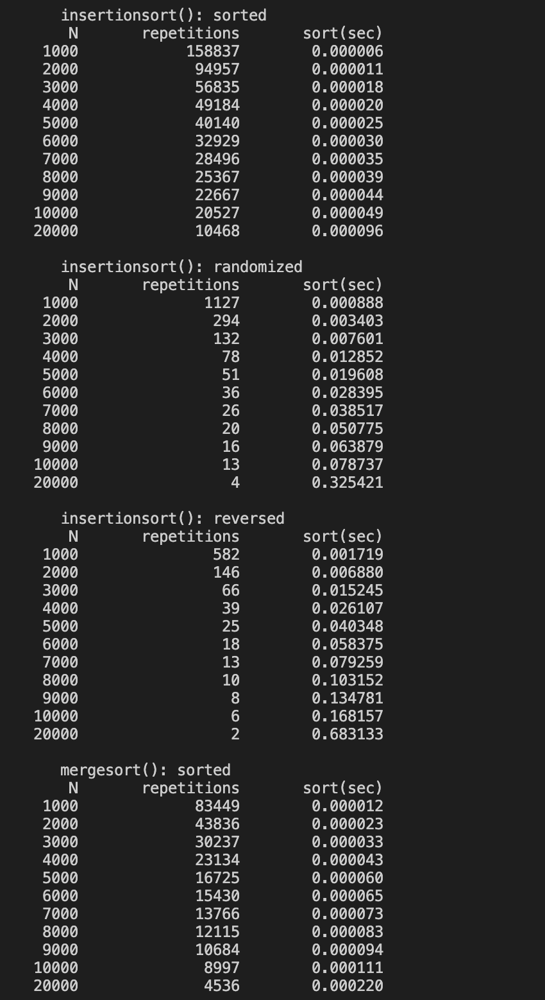 insertionsort(): sorted
N repetitions sort(sec)
1000 158837 0.000006
2000 94957 0.000011
3000 56835 0.000018
4000 49184 0.000020
5000 40140 0.000025
6000 32929 0.000030
7000 28496 0.000035
8000 25367 0.000039
9000 22667 0.000044
10000 20527 0.000049
20000 10468 0.000096
insertionsort(): randomized
N repetitions sort(sec)
1000 1127 0.000888
2000 294 0.003403
3000 132 0.007601
4000 78 0.012852
5000 51 0.019608
6000 36 0.028395
7000 26 0.038517
8000 20 0.050775
9000 16 0.063879
10000 13 0.078737
20000 4 0.325421
insertionsort(): reversed
N repetitions sort(sec)
1000 582 0.001719
2000 146 0.006880
3000 66 0.015245
4000 39 0.026107
5000 25 0.040348
6000 18 0.058375
7000 13 0.079259
8000 10 0.103152
9000 8 0.134781
10000 6 0.168157
20000 2 0.683133
mergesort(): sorted
N repetitions sort(sec)
1000 83449 0.000012
2000 43836 0.000023
3000 30237 0.000033
4000 23134 0.000043
5000 16725 0.000060
6000 15430 0.000065
7000 13766 0.000073
8000 12115 0.000083
9000 10684 0.000094
10000 8997 0.000111
20000 4536 0.000220